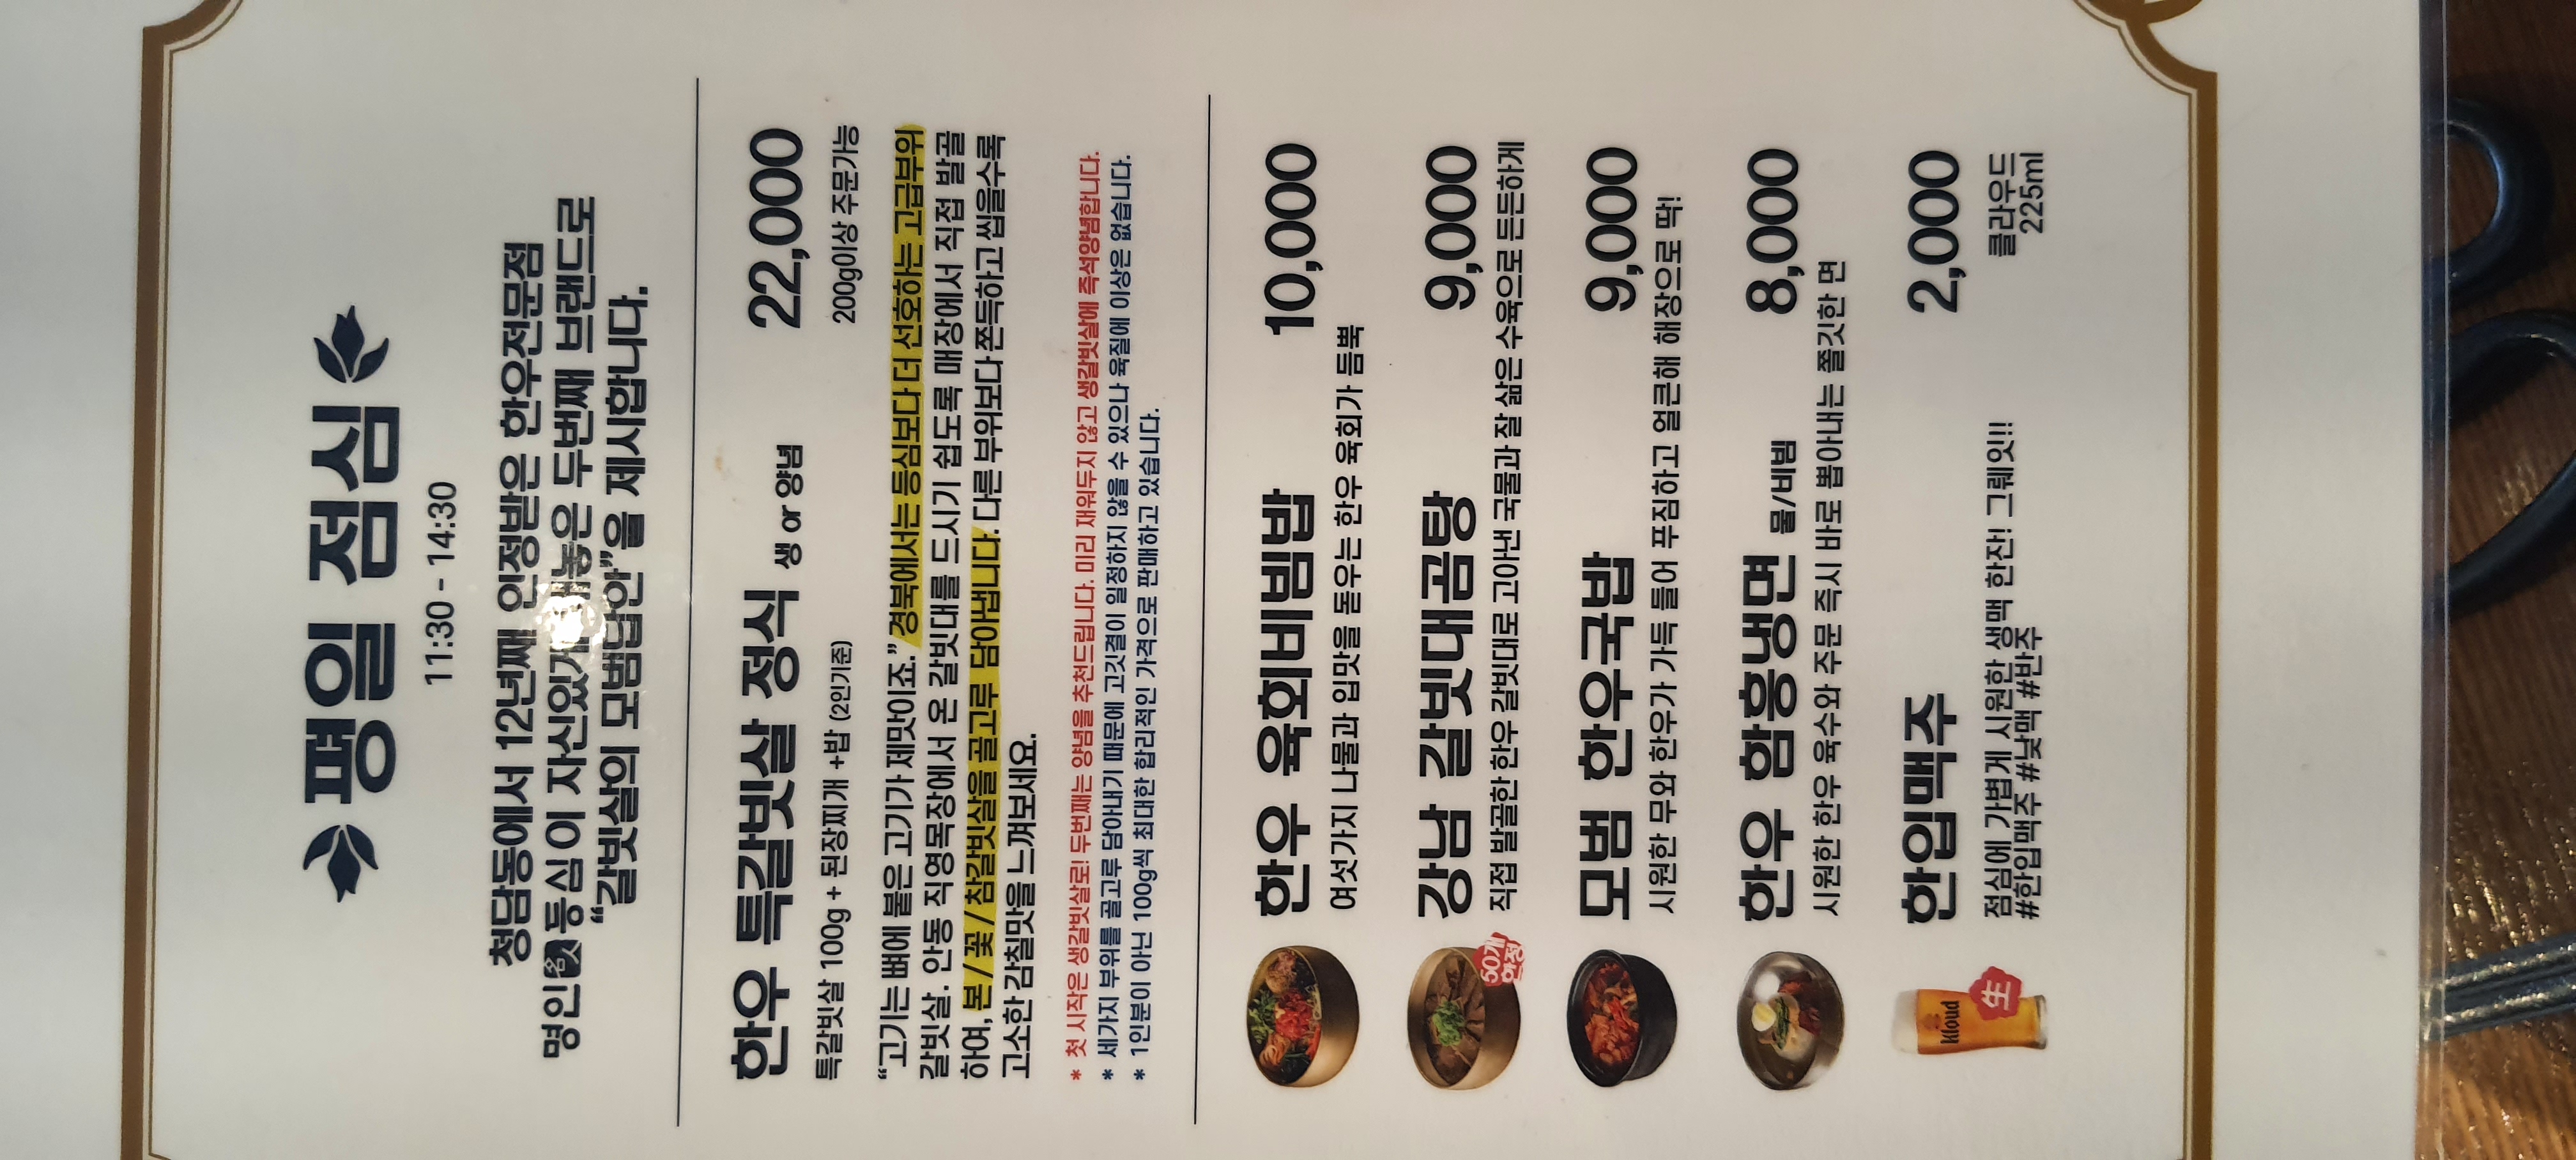 평일 점심
11:30 - 14:30
청담동에서 12년째 인정받은 한우전문점
명인등심이 자신있게 내놓은 두번째 브랜드로
“갈빗살의 모범답안”을 제시합니다.
한우 특갈빗살 정식 생 or 양념 22,000
특갈빗살 100g + 된장찌개 +밥 (2인기준) 200g이상 주문가능
“고기는 뼈에 붙은 고기가 제맛이죠.” 경북에서는 등심보다 더 선호하는 고급부위
갈빗살. 안동 직영목장에서 온 갈빗대를 드시기 쉽도록 매장에서 직접 발골
하여, 본 / 꽃 / 참갈빗살을 골고루 담아냅니다. 다른 부위보다 쫀득하고 씹을수록
고소한 감칠맛을 느껴보세요.
* 첫 시작은 생갈빗살로! 두번째는 양념을 추천드립니다. 미리 재워두지 않고 생갈빗살에 즉석양념합니다.
* 세가지 부위를 골고루 담아내기 때문에 고깃결이 일정하지 않을 수 있으나 육질에 이상은 없습니다.
* 1인분이 아닌 100g씩 최대한 합리적인 가격으로 판매하고 있습니다.
한우 육회비빔밥 10,000
여섯가지 나물과 입맛을 돋우는 한우 육회가 듬뿍
강남 갈빗대곰탕 9,000
50개
한정
직접 발골한 한우 갈빗대로 고아낸 국물과 잘 삶은 수육으로 든든하게
모범 한우국밥 9,000
시원한 무와 한우가 가득 들어 푸짐하고 얼큰해 해장으로 딱!
한우 함흥냉면 물/비빔 8,000
시원한 한우 육수와 주문 즉시 바로 뽑아내는 쫄깃한 면
한입맥주 2,000
Kloud
生
점심에 가볍게 시원한 생맥 한잔! 그뤠잇!! 클라우드
#한입맥주 #낮맥 #반주 225ml